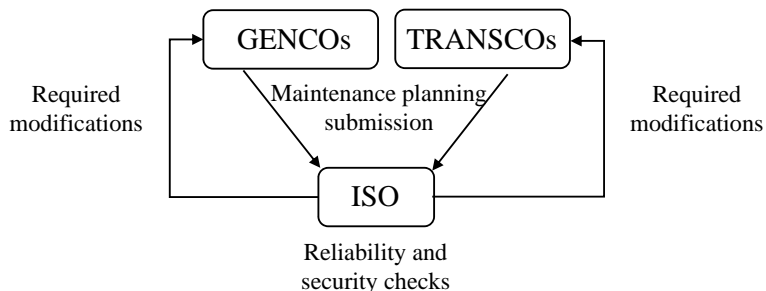 GENCOs
TRANSCOs
Required
modifications
Maintenance planning
submission
Required
modifications
ISO
Reliability and
security checks